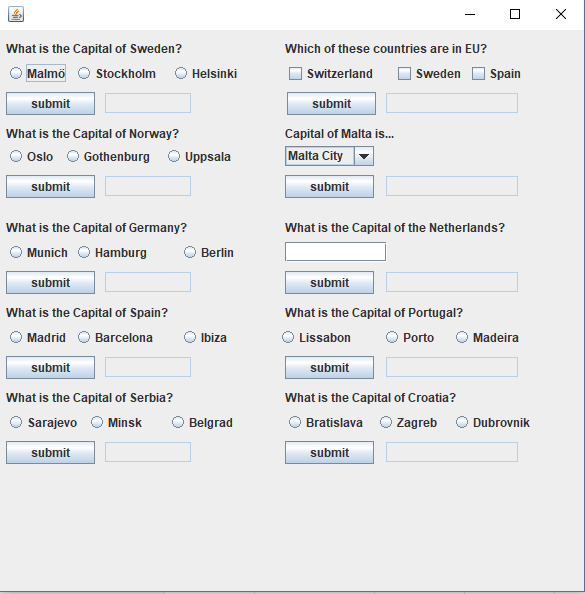 What is the Capital of Sweden?
Malmö Stockholm Helsinki
submit
What is the Capital of Norway?
Oslo Gothenburg Uppsala
submit
What is the Capital of Germany?
Munich Hamburg Berlin
submit
What is the Capital of Spain?
Madrid Barcelona Ibiza
submit
What is the Capital of Serbia?
Sarajevo Minsk Belgrad
submit
Which of these countries are in EU?
Switzerland Sweden Spain
submit
Capital of Malta is...
Malta City
submit
What is the Capital of the Netherlands?
submit
What is the Capital of Portugal?
Lissabon Porto Madeira
submit
What is the Capital of Croatia?
Bratislava Zagreb Dubrovnik
submit